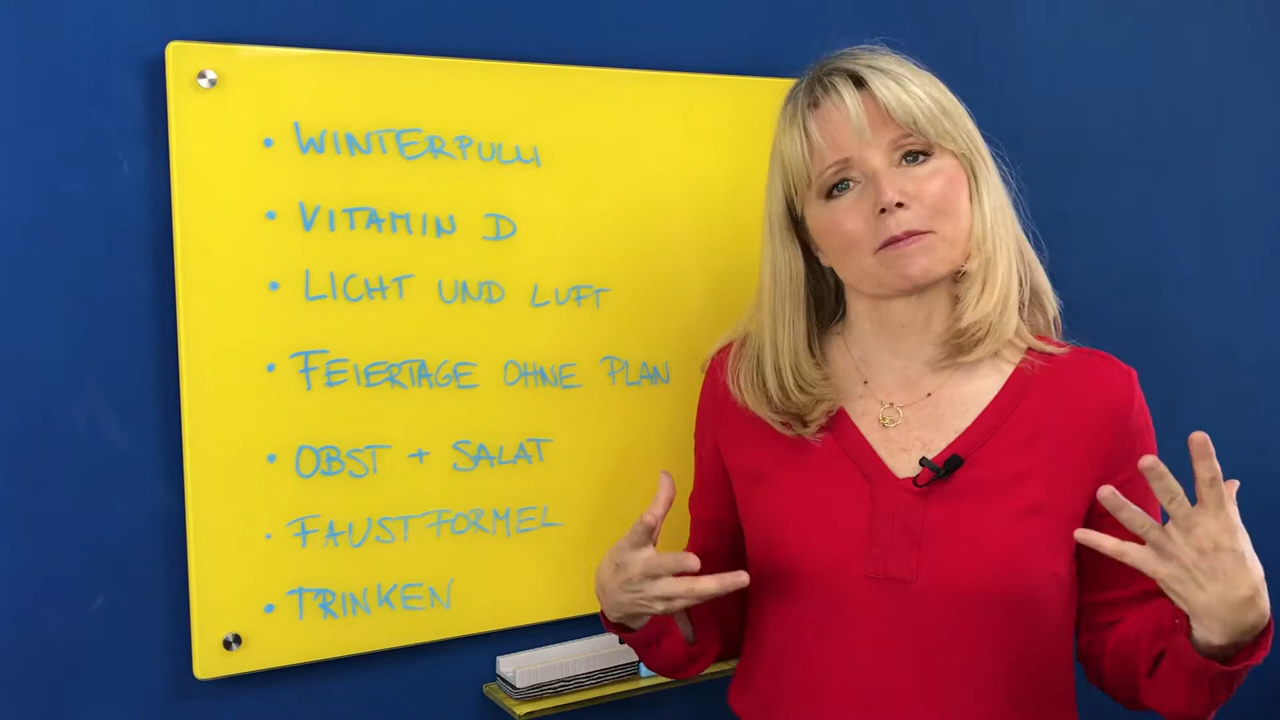 • WINTERPULLI
• VITAMIN D
• LICHT UND LUFT
• FEIERTAGE OHNE PLAN
• OBST + SALAT
• FAUSTFORMEL
• TRINKEN